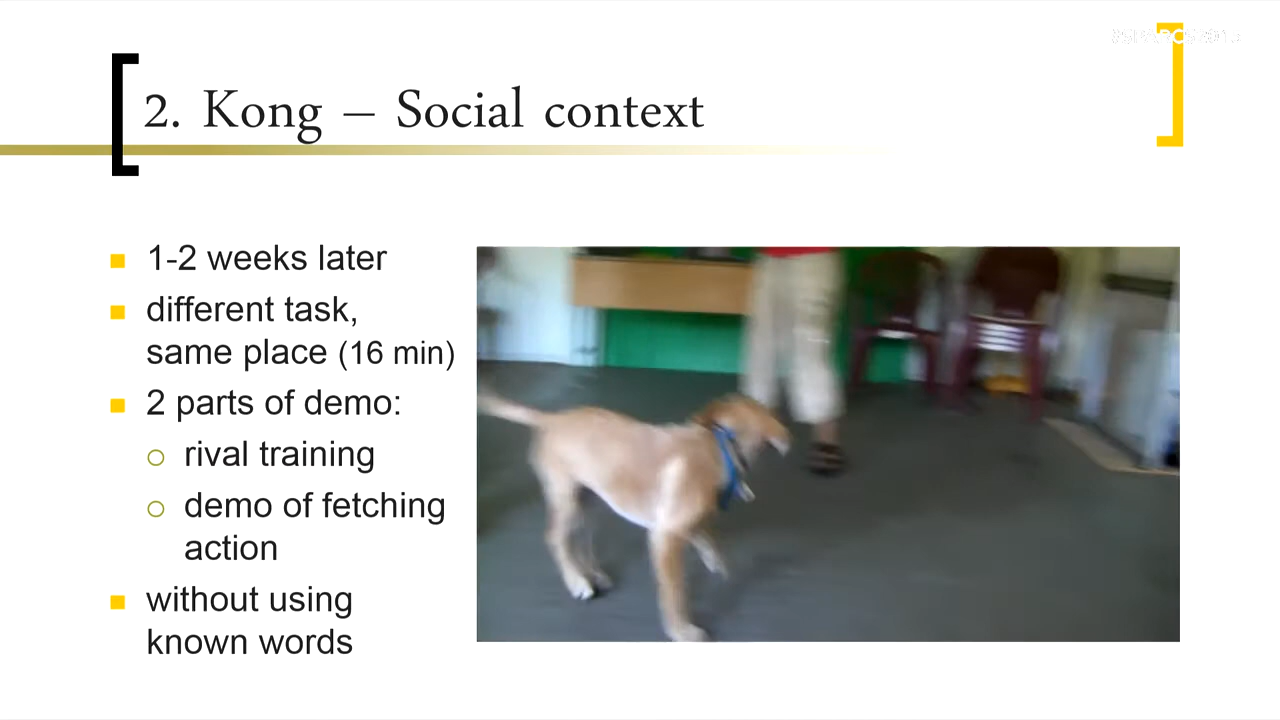 2. Kong – Social context
1-2 weeks later
different task,
same place (16 min)
2 parts of demo:
rival training
demo of fetching
action
without using
known words